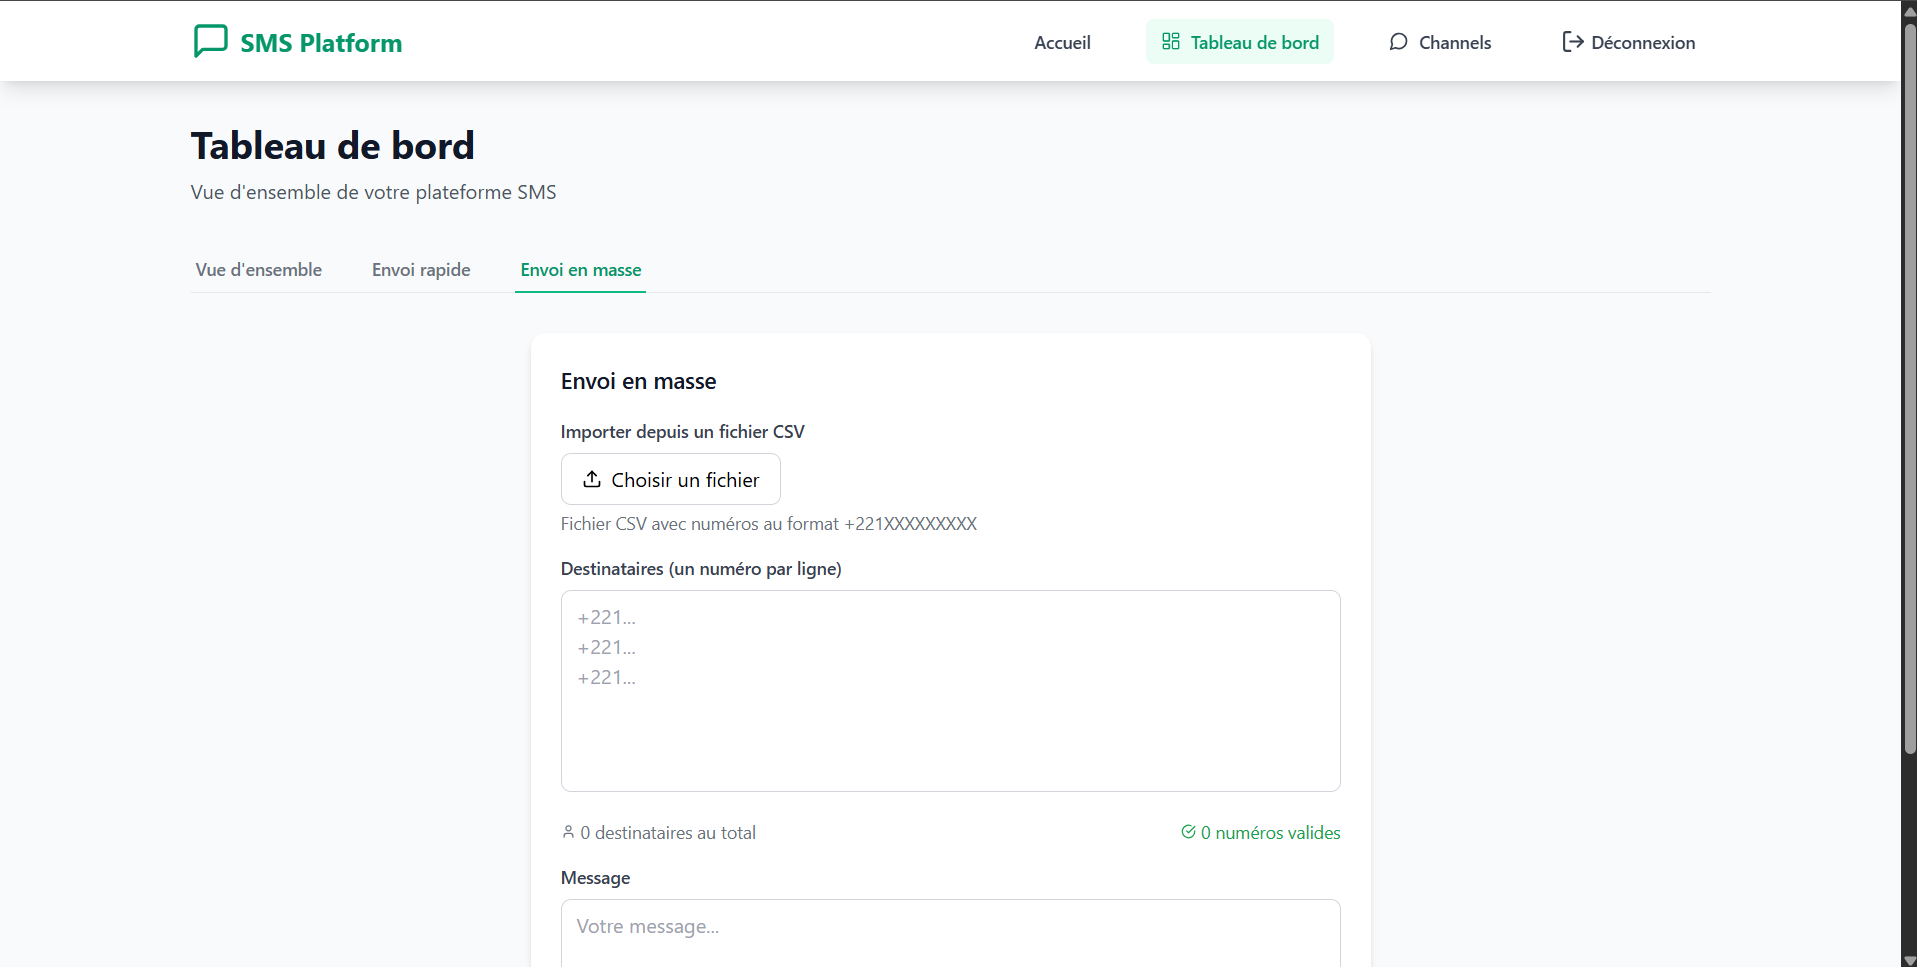 SMS Platform
Accueil
Tableau de bord
Channels
Déconnexion
Tableau de bord
Vue d'ensemble de votre plateforme SMS
Vue d'ensemble
Envoi rapide
Envoi en masse
Envoi en masse
Importer depuis un fichier CSV
Choisir un fichier
Fichier CSV avec numéros au format +221XXXXXXXXX
Destinataires (un numéro par ligne)
+221...
+221...
+221...
0 destinataires au total
0 numéros valides
Message
Votre message...